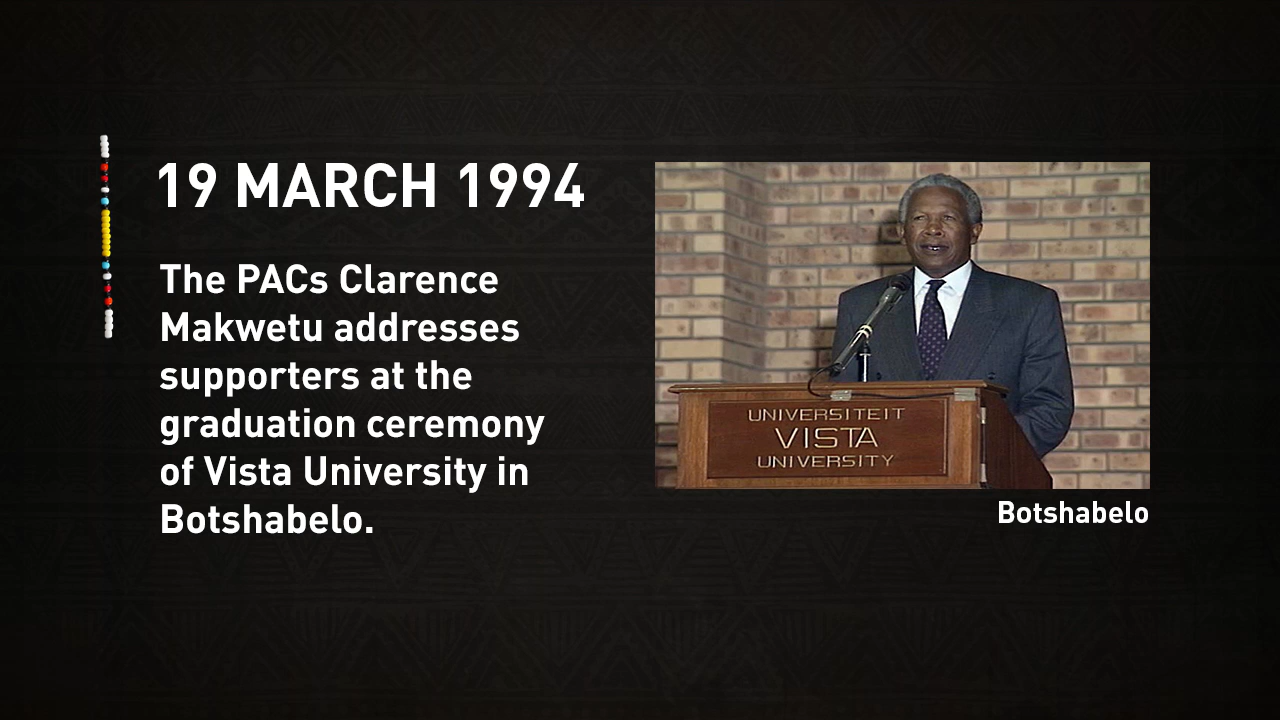 19 MARCH 1994
The PACs Clarence
Makwetu addresses
supporters at the
graduation ceremony
of Vista University in
Botshabelo.
UNIVERSITEIT
VISTA
UNIVERSITY
Botshabelo